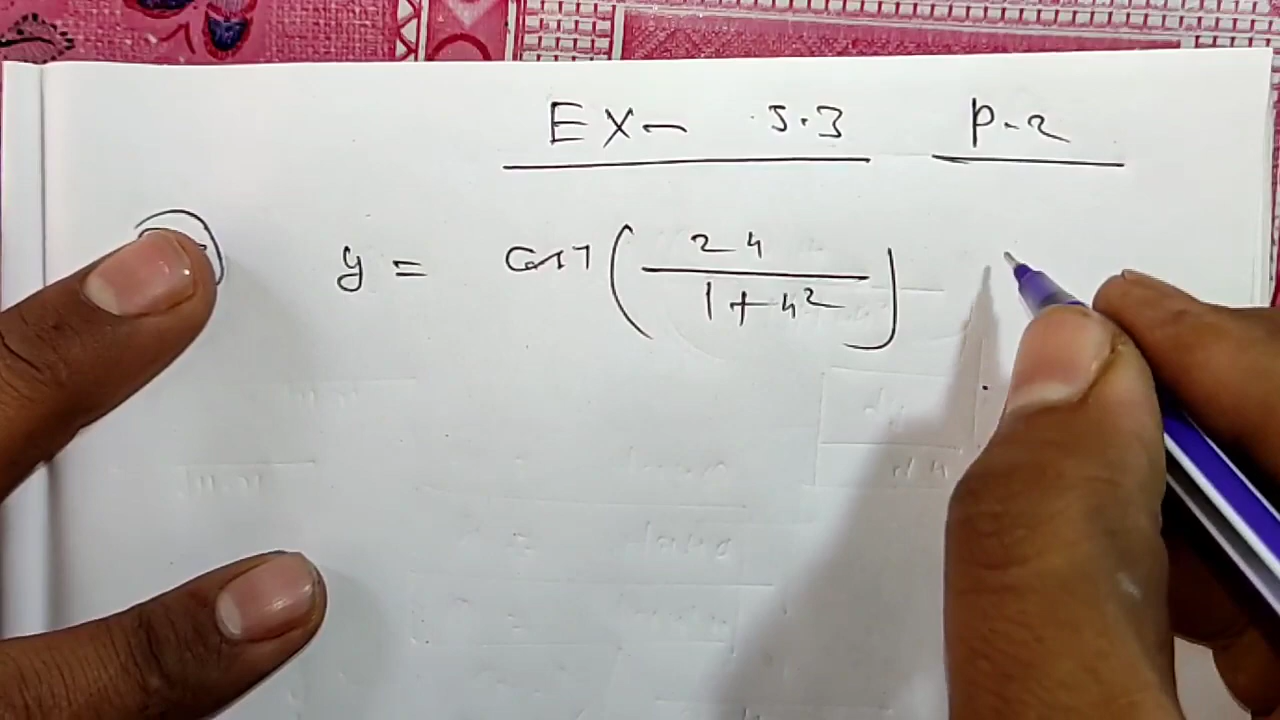 Ex- 5.3 P-2
y = cos⁻¹(2x/1+x²)